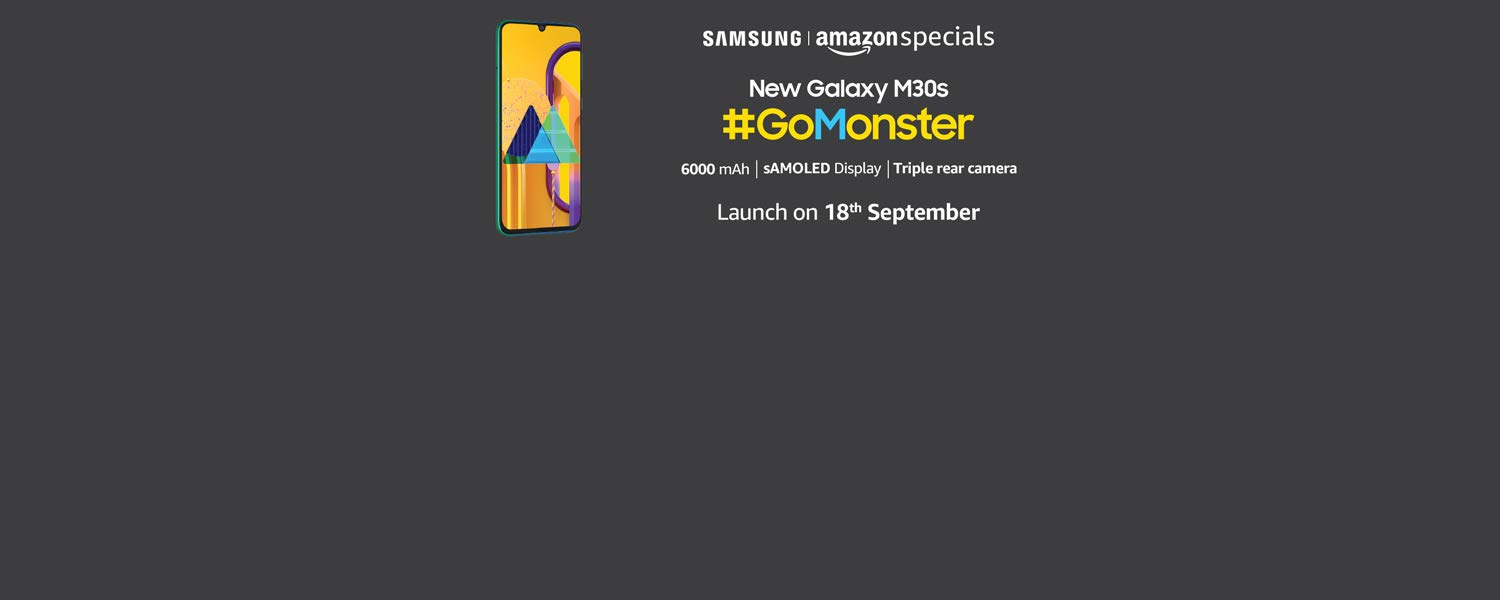 SAMSUNG | amazonspecials
New Galaxy M30s
#GoMonster
6000 mAh | sAMOLED Display | Triple rear camera
Launch on 18th September